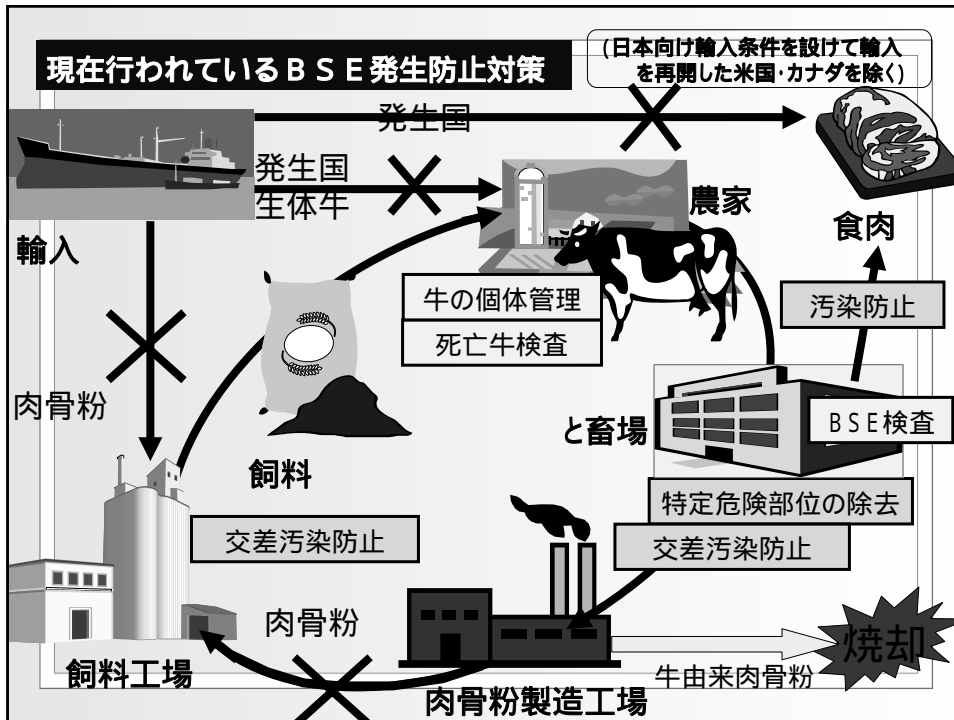 現在行われているＢＳＥ発生防止対策
(日本向け輸入条件を設けて輸入
を再開した米国・カナダを除く)
発生国
発生国
生体牛
輸入
農家
食肉
牛の個体管理
死亡牛検査
汚染防止
肉骨粉
と畜場
ＢＳＥ検査
飼料
特定危険部位の除去
交差汚染防止
交差汚染防止
肉骨粉
焼却
飼料工場
牛由来肉骨粉
肉骨粉製造工場